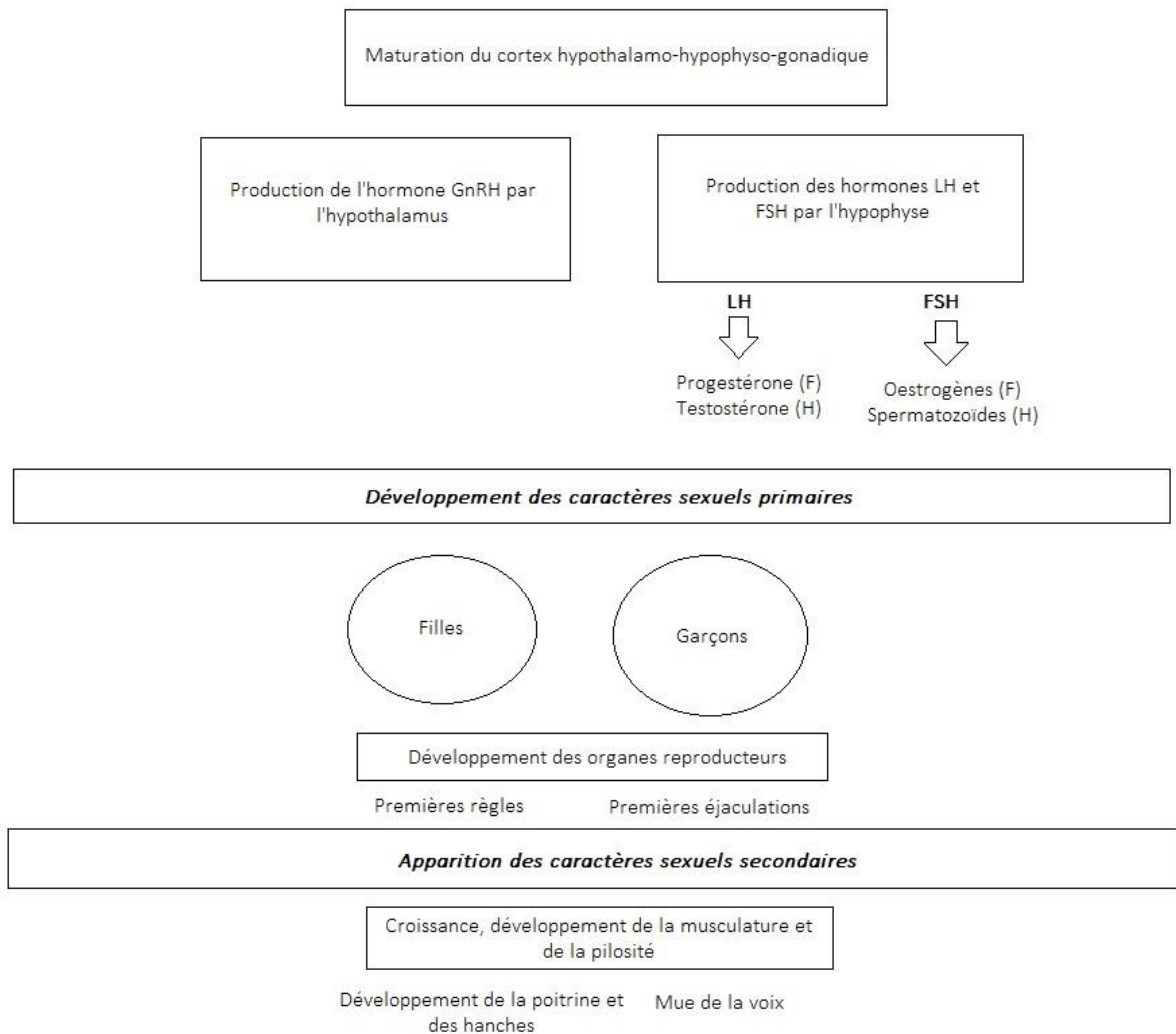 Maturation du cortex hypothalamo-hypophyso-gonadique
Production de l'hormone GnRH par
l'hypothalamus
Production des hormones LH et
FSH par l'hypophyse
LH
FSH
Progestérone (F)
Testostérone (H)
Oestrogènes (F)
Spermatozoïdes (H)
Développement des caractères sexuels primaires
Filles
Garçons
Développement des organes reproducteurs
Premières règles
Premières éjaculations
Apparition des caractères sexuels secondaires
Croissance, développement de la musculature et
de la pilosité
Développement de la poitrine et
des hanches
Mue de la voix